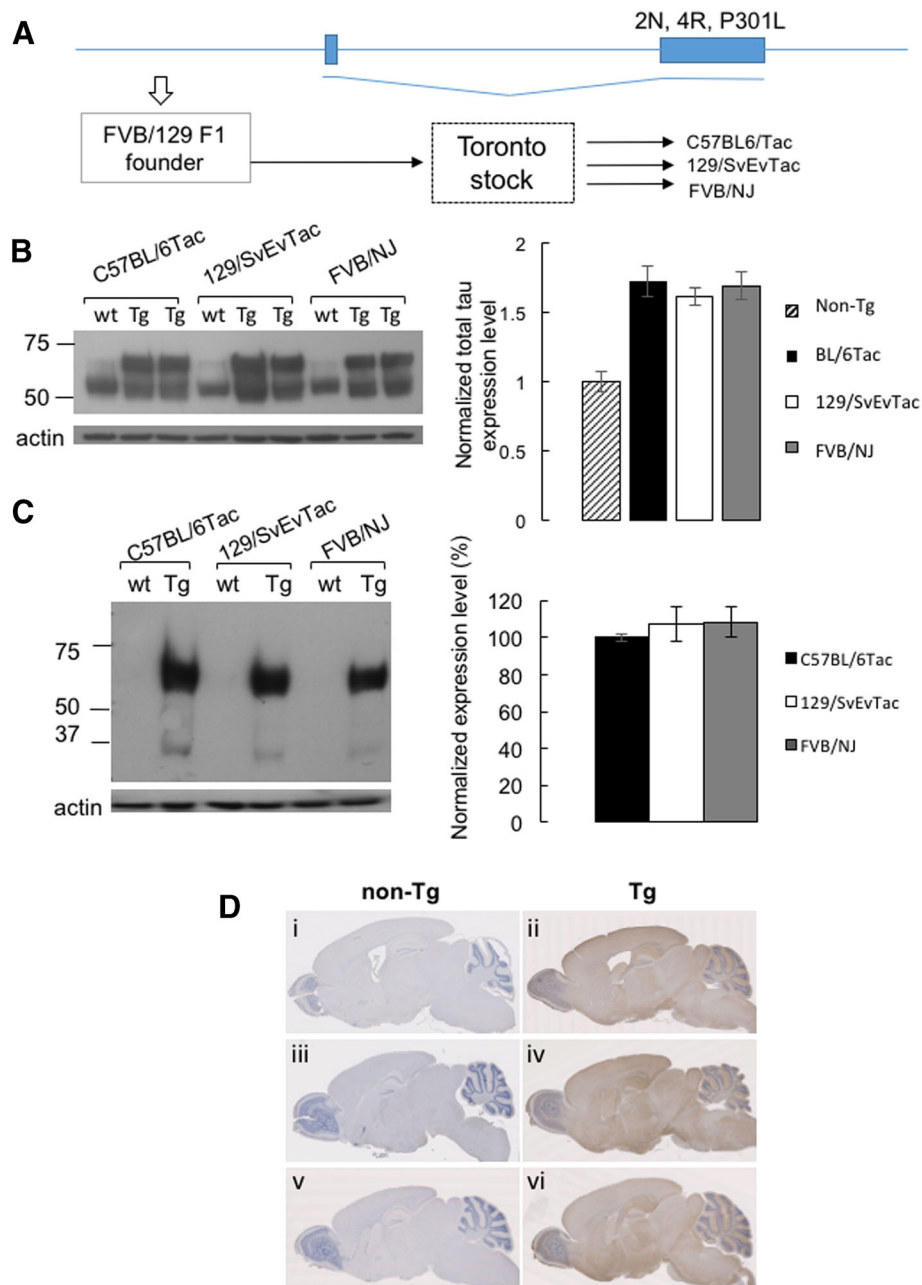 A
2N, 4R, P301L
FVB/129 F1
founder
Toronto
stock
C57BL6/Tac
129/SvEvTac
FVB/NJ
B
C57BL/6Tac
129/SvEvTac
FVB/NJ
wt Tg Tg wt Tg Tg wt Tg Tg
75
50
actin
Normalized total tau
expression level
2
1.5
1
0.5
0
Non-Tg
BL/6Tac
129/SvEvTac
FVB/NJ
C
C57BL/6Tac
129/SvEvTac
FVB/NJ
wt Tg wt Tg wt Tg
75
50
37
actin
Normalized expression level (%)
120
100
80
60
40
20
0
C57BL/6Tac
129/SvEvTac
FVB/NJ
D
non-Tg Tg
i ii
iii iv
v vi